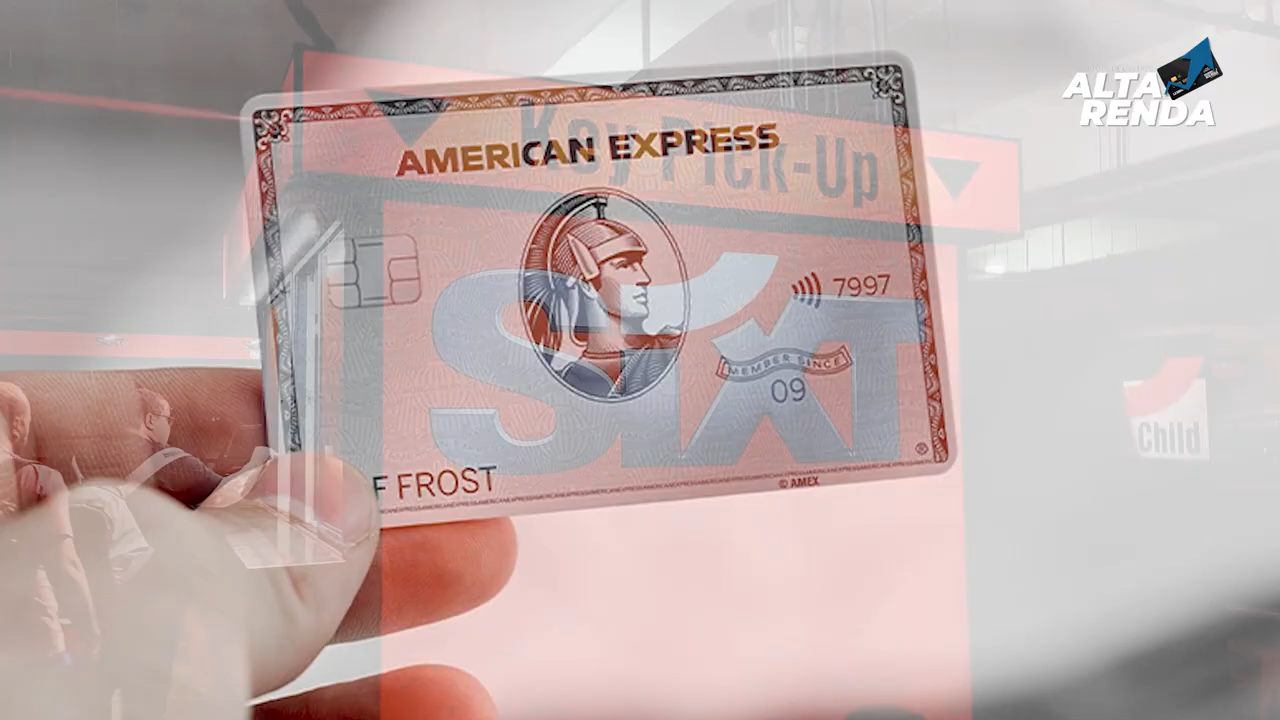 ALTA
RENDA
Key Pick-Up
AMERICAN EXPRESS
7997
MEMBER SINCE
09
SIXT
Child
F FROST
© AMEX